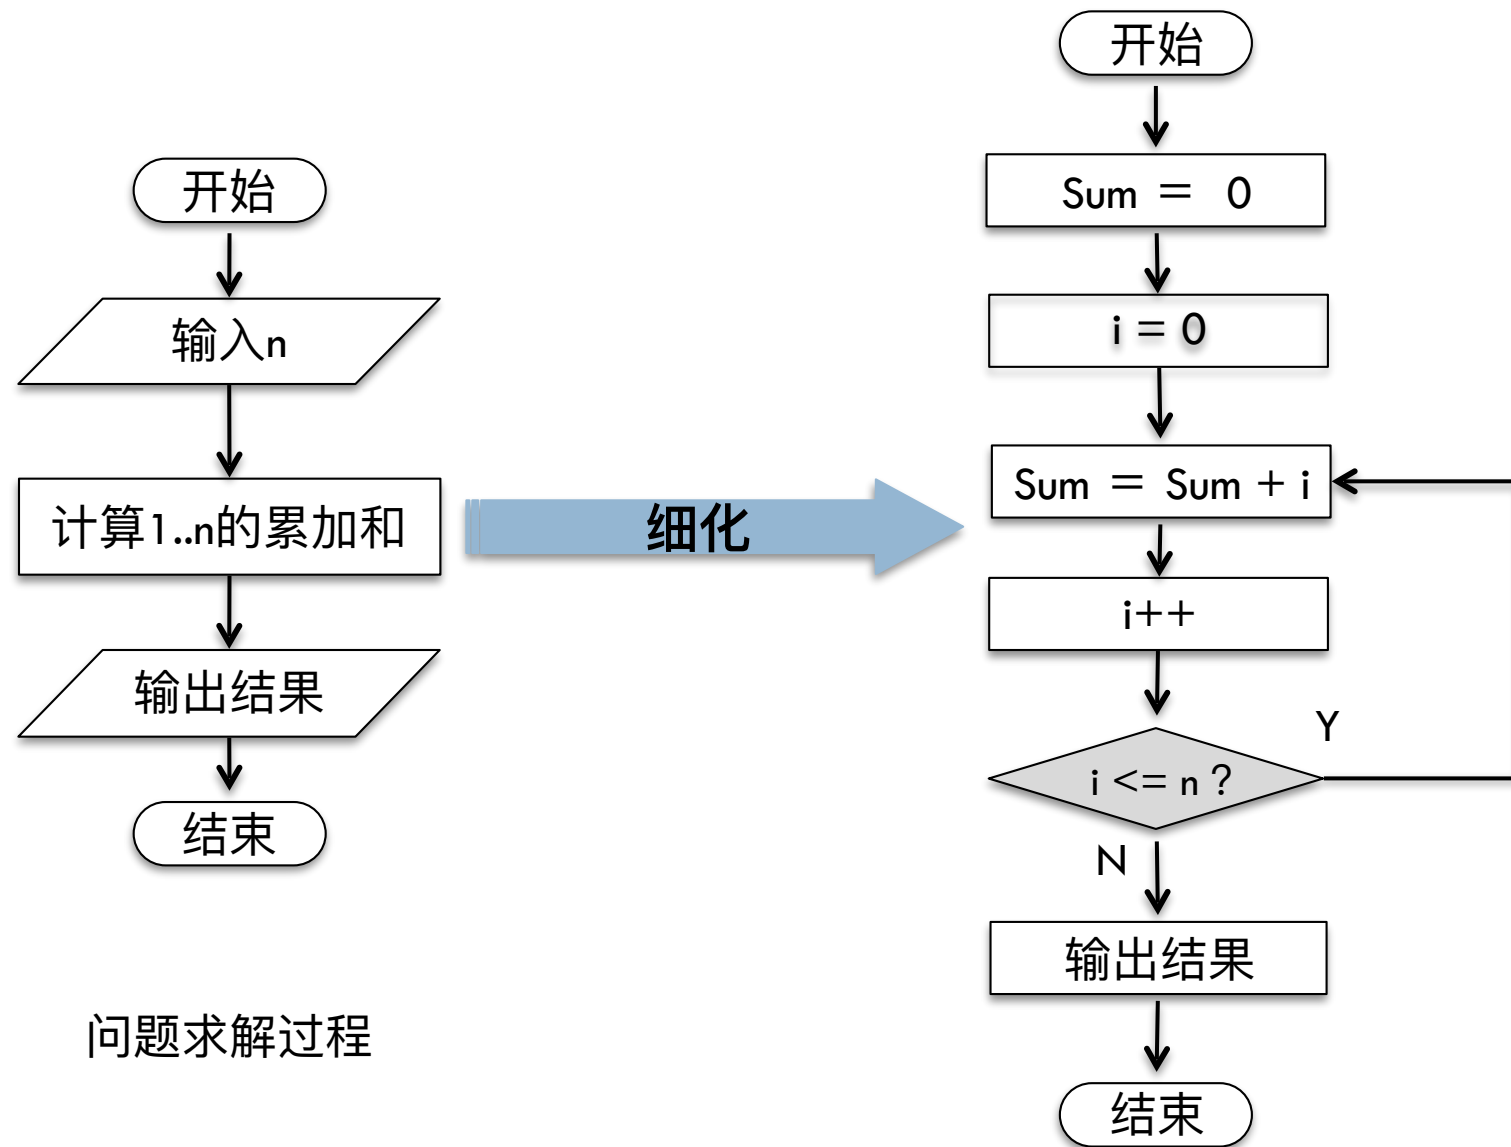 开始
输入n
计算1..n的累加和
输出结果
结束
问题求解过程
细化
开始
Sum = 0
i = 0
Sum = Sum + i
i++
i <= n ?
Y
N
输出结果
结束